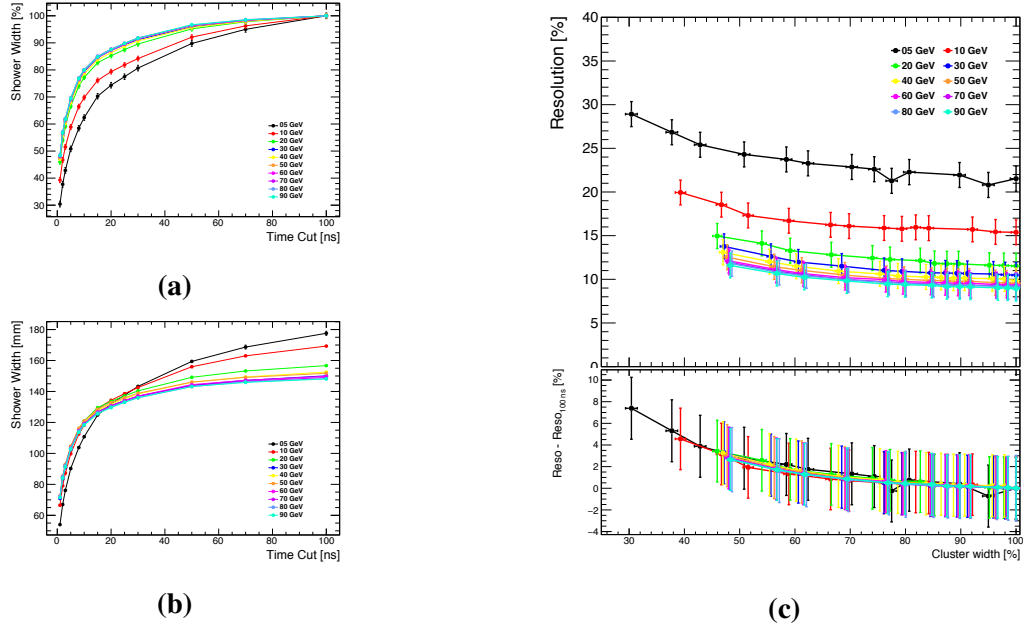 Shower Width [%]
100
90
80
70
60
50
40
30
05 GeV
10 GeV
20 GeV
30 GeV
40 GeV
50 GeV
60 GeV
70 GeV
80 GeV
90 GeV
0 20 40 60 80 100
Time Cut [ns]
(a)
Shower Width [mm]
180
160
140
120
100
80
60
05 GeV
10 GeV
20 GeV
30 GeV
40 GeV
50 GeV
60 GeV
70 GeV
80 GeV
90 GeV
0 20 40 60 80 100
Time Cut [ns]
(b)
Resolution [%]
40
35
30
25
20
15
10
5
0
05 GeV 10 GeV
20 GeV 30 GeV
40 GeV 50 GeV
60 GeV 70 GeV
80 GeV 90 GeV
Reso - Reso100 ns [%]
10
8
6
4
2
0
−2
−4
30 40 50 60 70 80 90 100
Cluster width [%]
(c)